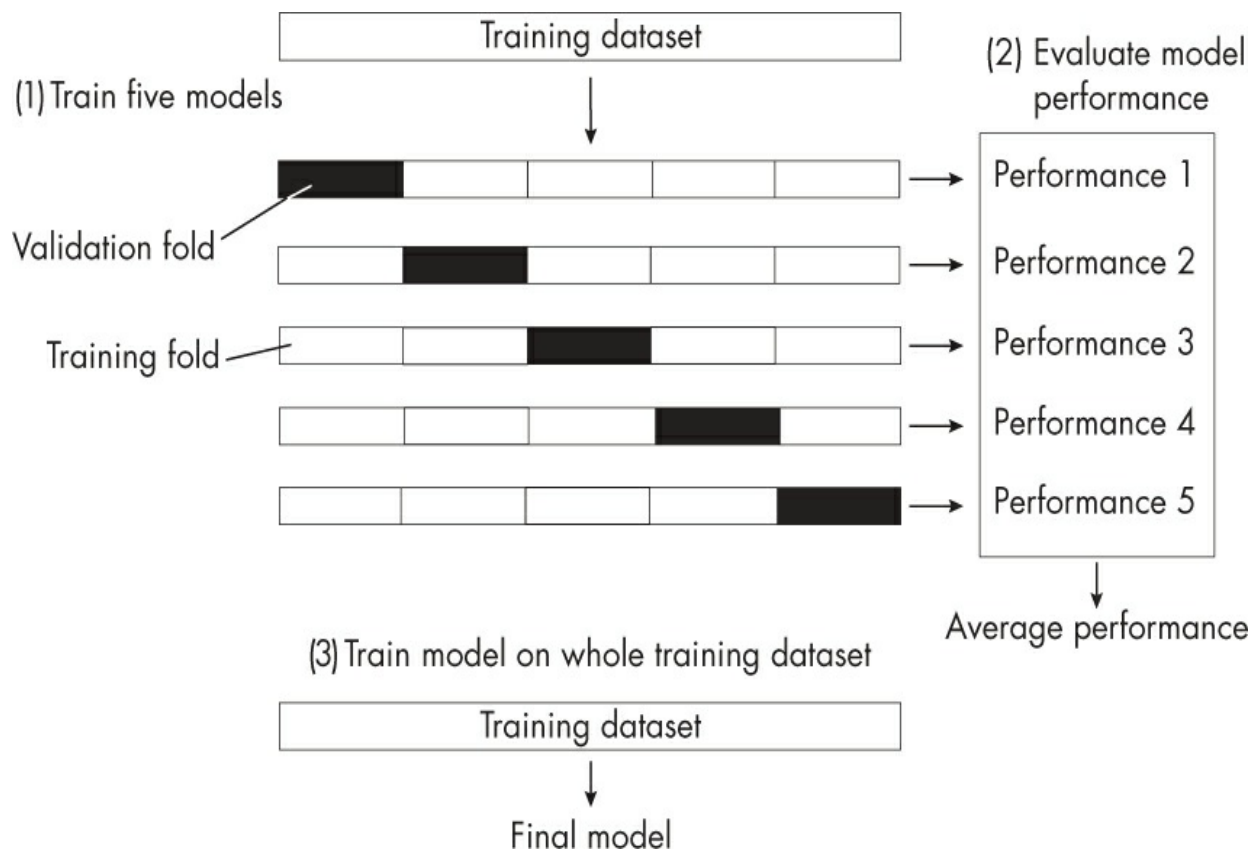 Training dataset
(1) Train five models
(2) Evaluate model
performance
Performance 1
Validation fold
Performance 2
Training fold
Performance 3
Performance 4
Performance 5
Average performance
(3) Train model on whole training dataset
Training dataset
Final model